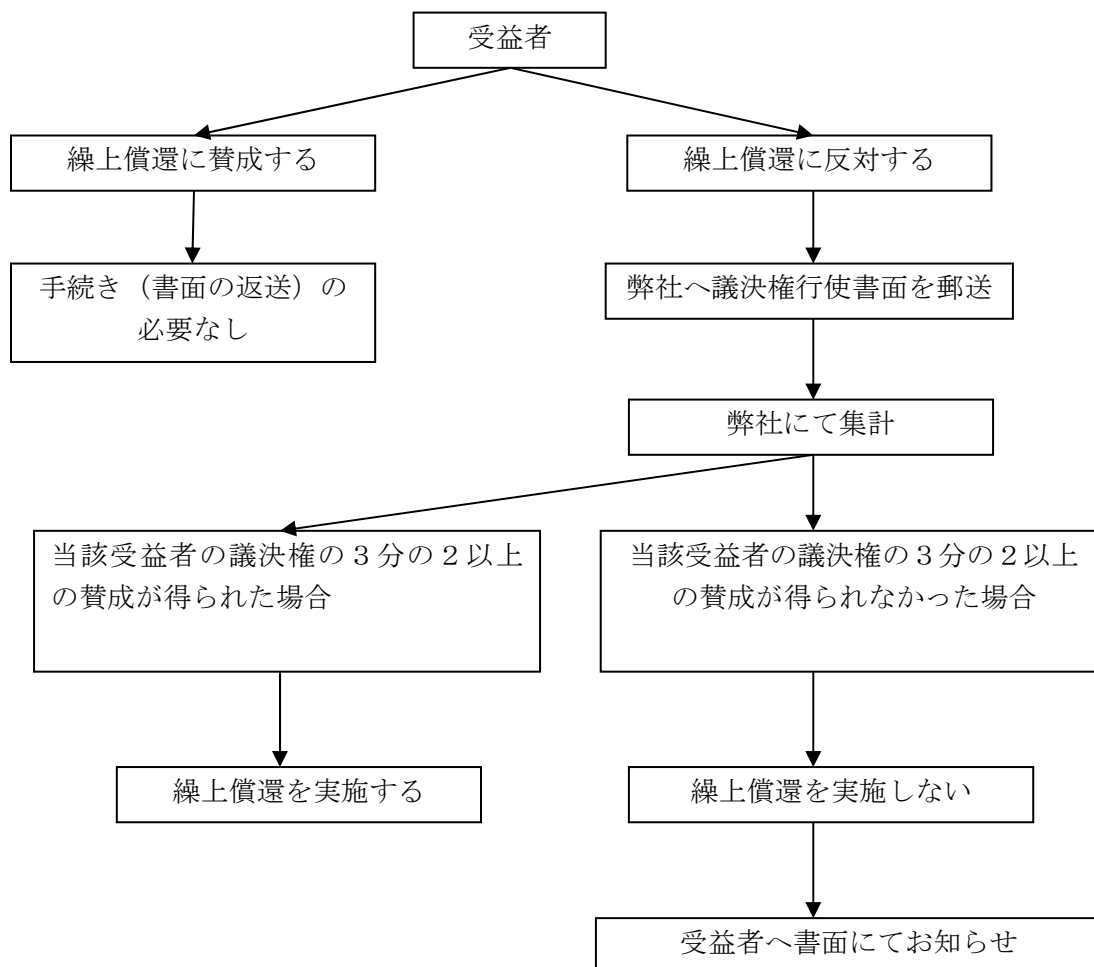 受益者
繰上償還に賛成する
繰上償還に反対する
手続き（書面の返送）の
必要なし
弊社へ議決権行使書面を郵送
弊社にて集計
当該受益者の議決権の３分の２以上
の賛成が得られた場合
当該受益者の議決権の３分の２以上
の賛成が得られなかった場合
繰上償還を実施する
繰上償還を実施しない
受益者へ書面にてお知らせ